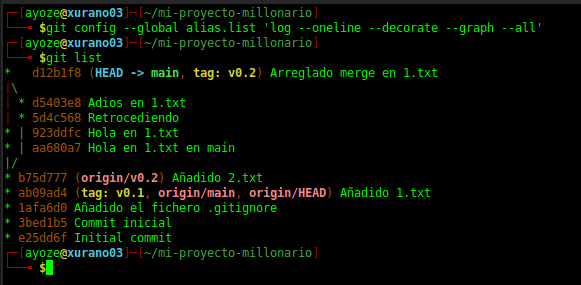 ┌─[ayoze@xurano03]─[~/mi-proyecto-millonario]
└──╼ $git config --global alias.list 'log --oneline --decorate --graph --all'
┌─[ayoze@xurano03]─[~/mi-proyecto-millonario]
└──╼ $git list
*   d12b1f8 (HEAD -> main, tag: v0.2) Arreglado merge en 1.txt
|\
| * d5403e8 Adios en 1.txt
| * 5d4c568 Retrocediendo
* | 923ddfc Hola en 1.txt
* | aa680a7 Hola en 1.txt en main
|/
* b75d777 (origin/v0.2) Añadido 2.txt
* ab09ad4 (tag: v0.1, origin/main, origin/HEAD) Añadido 1.txt
* 1afa6d0 Añadido el fichero .gitignore
* 3bed1b5 Commit inicial
* e25dd6f Initial commit
┌─[ayoze@xurano03]─[~/mi-proyecto-millonario]
└──╼ $